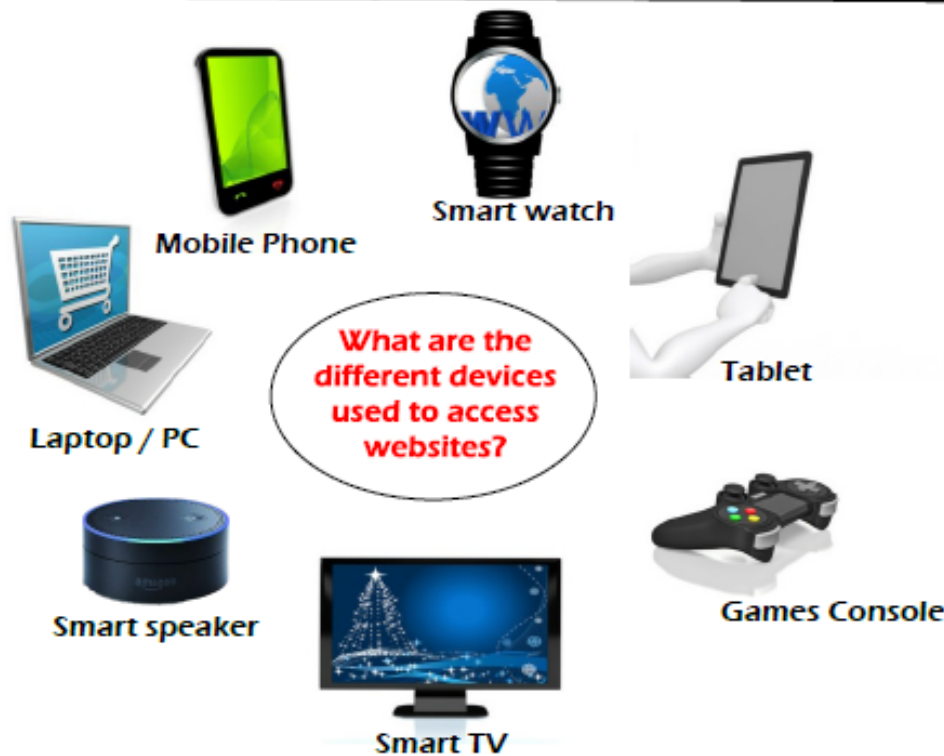 Smart watch
Mobile Phone
Tablet
What are the
different devices
used to access
websites?
Laptop / PC
amazon
Smart speaker
Games Console
Smart TV